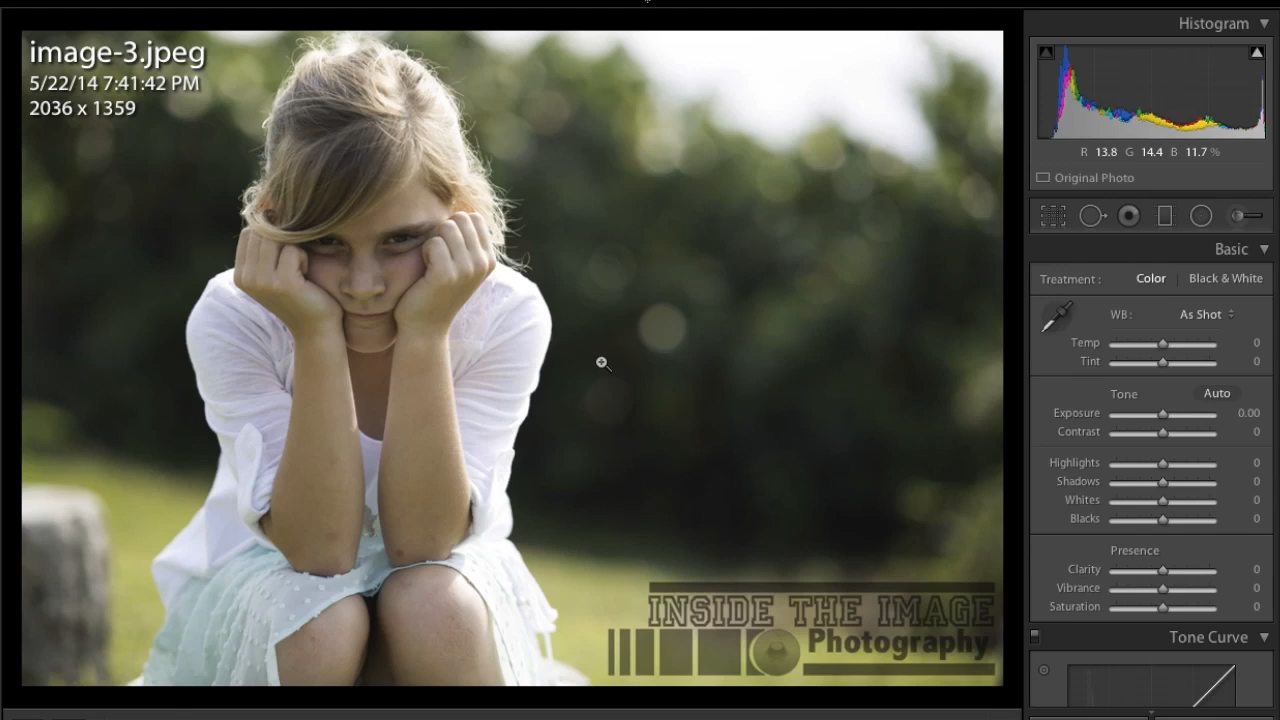 image-3.jpeg
5/22/14 7:41:42 PM
2036 x 1359
INSIDE THE IMAGE
Photography
Histogram
R 13.8 G 14.4 B 11.7 %
Original Photo
Basic
Treatment : Color Black & White
WB : As Shot
Temp 0
Tint 0
Tone Auto
Exposure 0.00
Contrast 0
Highlights 0
Shadows 0
Whites 0
Blacks 0
Presence
Clarity 0
Vibrance 0
Saturation 0
Tone Curve